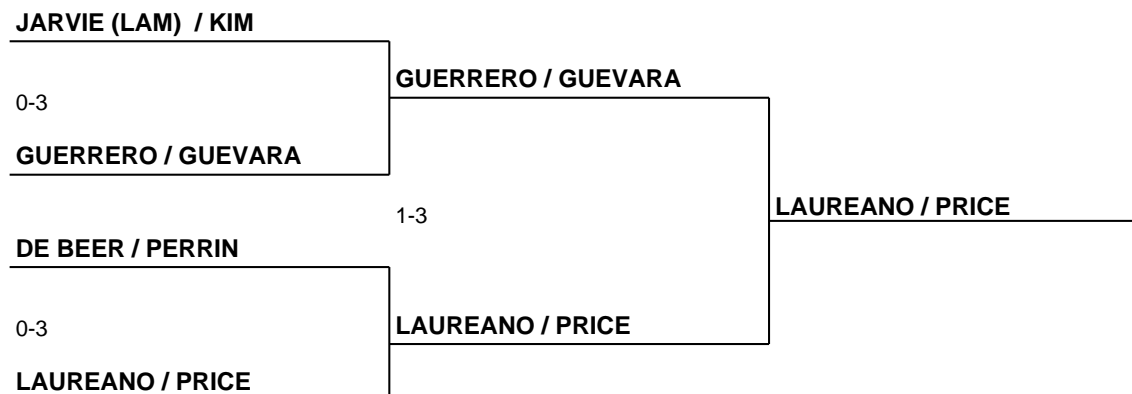 JARVIE (LAM)  / KIM
GUERRERO / GUEVARA
0-3
GUERRERO / GUEVARA
1-3
LAUREANO / PRICE
DE BEER / PERRIN
0-3
LAUREANO / PRICE
LAUREANO / PRICE